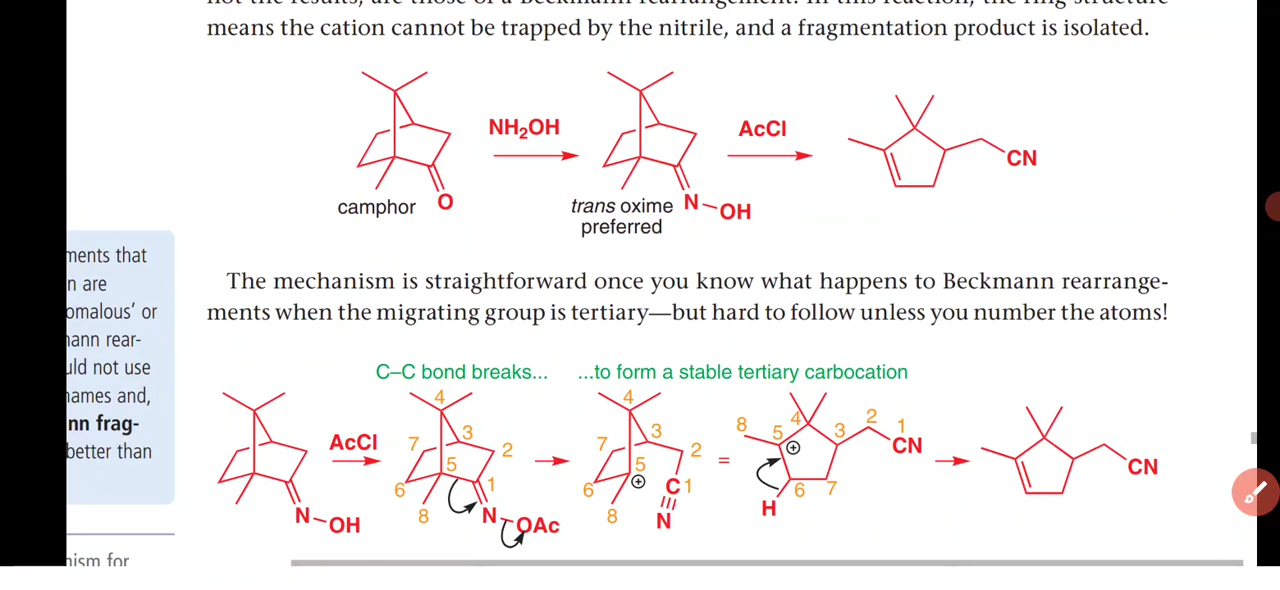 means the cation cannot be trapped by the nitrile, and a fragmentation product is isolated.
NH2OH
AcCl
CN
camphor
O
trans oxime
preferred
N
OH
ments that
n are
omalous' or
mann rear-
uld not use
names and,
nn frag-
better than
nism for
The mechanism is straightforward once you know what happens to Beckmann rearrange-
ments when the migrating group is tertiary—but hard to follow unless you number the atoms!
C–C bond breaks...
...to form a stable tertiary carbocation
N
OH
AcCl
4
7
3
2
5
1
6
8
N
OAc
4
7
3
2
5
⊕
6
C 1
8
N
=
8
5
4
3
2
1
⊕
CN
6
7
H
CN